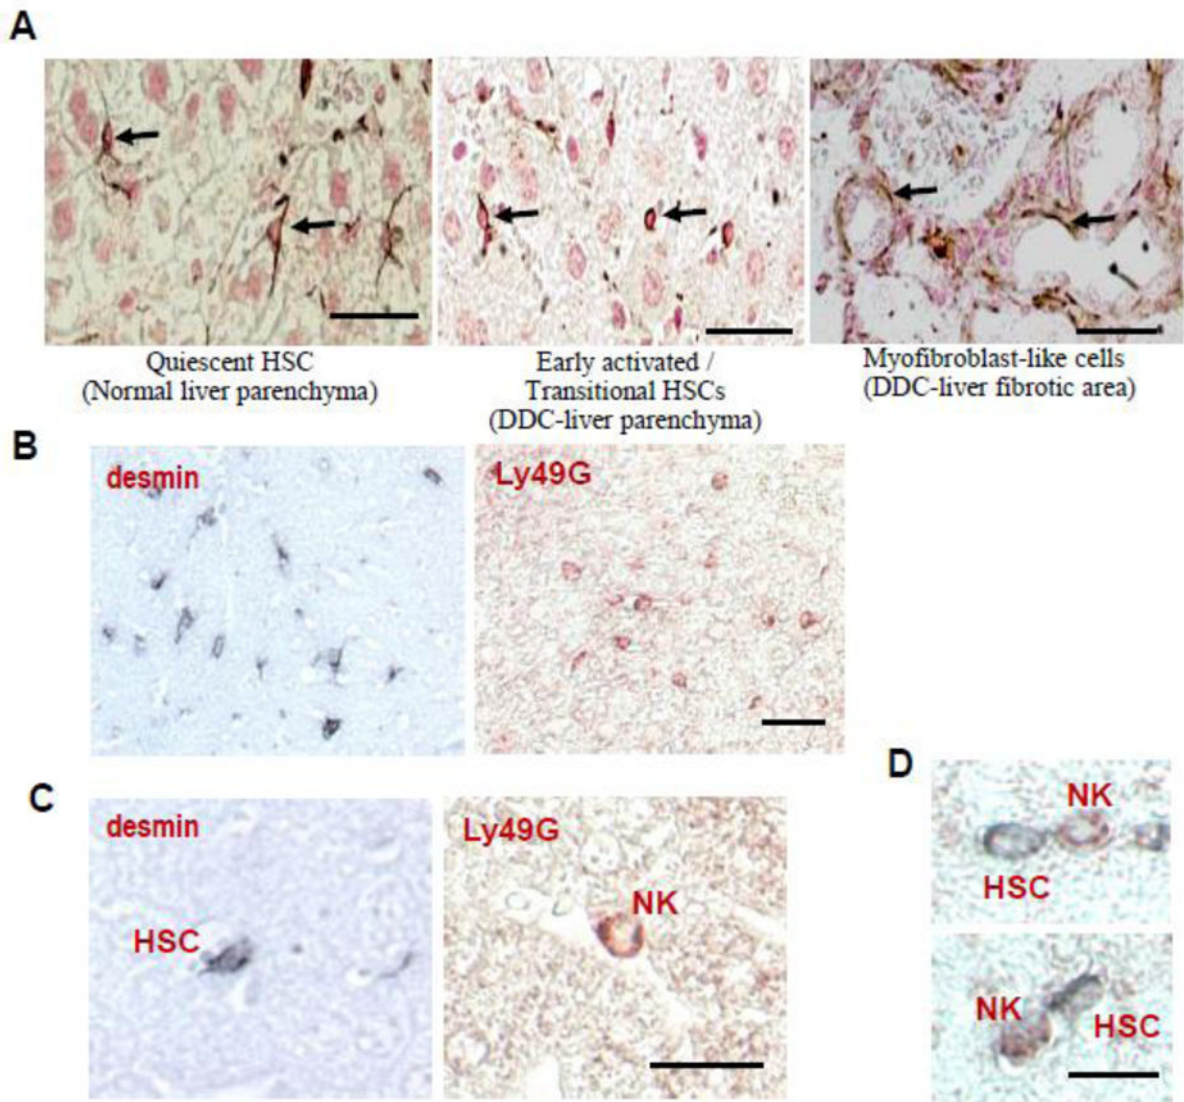 A
Quiescent HSC
(Normal liver parenchyma)
Early activated /
Transitional HSCs
(DDC-liver parenchyma)
Myofibroblast-like cells
(DDC-liver fibrotic area)
B
desmin
Ly49G
C
desmin
HSC
Ly49G
NK
D
NK
HSC
NK
HSC